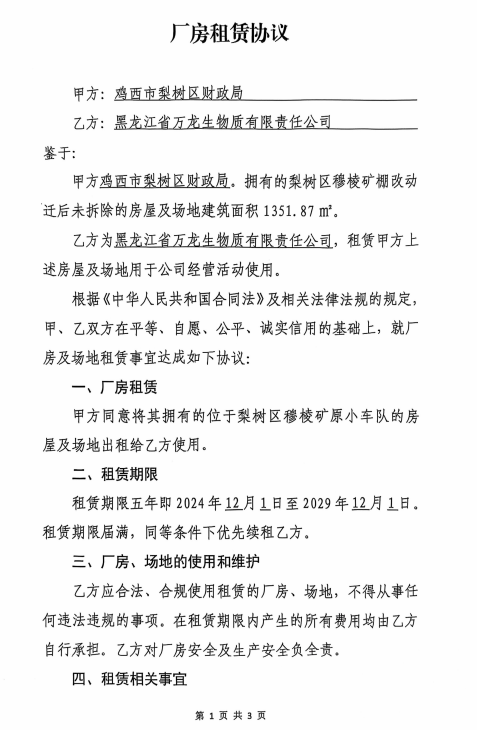 厂房租赁协议
甲方：鸡西市梨树区财政局
乙方：黑龙江省万龙生物质有限责任公司
鉴于：
甲方鸡西市梨树区财政局。拥有的梨树区穆棱矿棚改动
迁后未拆除的房屋及场地建筑面积 1351.87 ㎡。
乙方为黑龙江省万龙生物质有限责任公司，租赁甲方上
述房屋及场地用于公司经营活动使用。
根据《中华人民共和国合同法》及相关法律法规的规定，
甲、乙双方在平等、自愿、公平、诚实信用的基础上，就厂
房及场地租赁事宜达成如下协议：
一、厂房租赁
甲方同意将其拥有的位于梨树区穆棱矿原小车队的房
屋及场地出租给乙方使用。
二、租赁期限
租赁期限五年即 2024 年 12 月 1 日至 2029 年 12 月 1 日。
租赁期限届满，同等条件下优先续租乙方。
三、厂房、场地的使用和维护
乙方应合法、合规使用租赁的厂房、场地，不得从事任
何违法违规的事项。在租赁期限内产生的所有费用均由乙方
自行承担。乙方对厂房安全及生产安全负全责。
四、租赁相关事宜
第 1 页 共 3 页